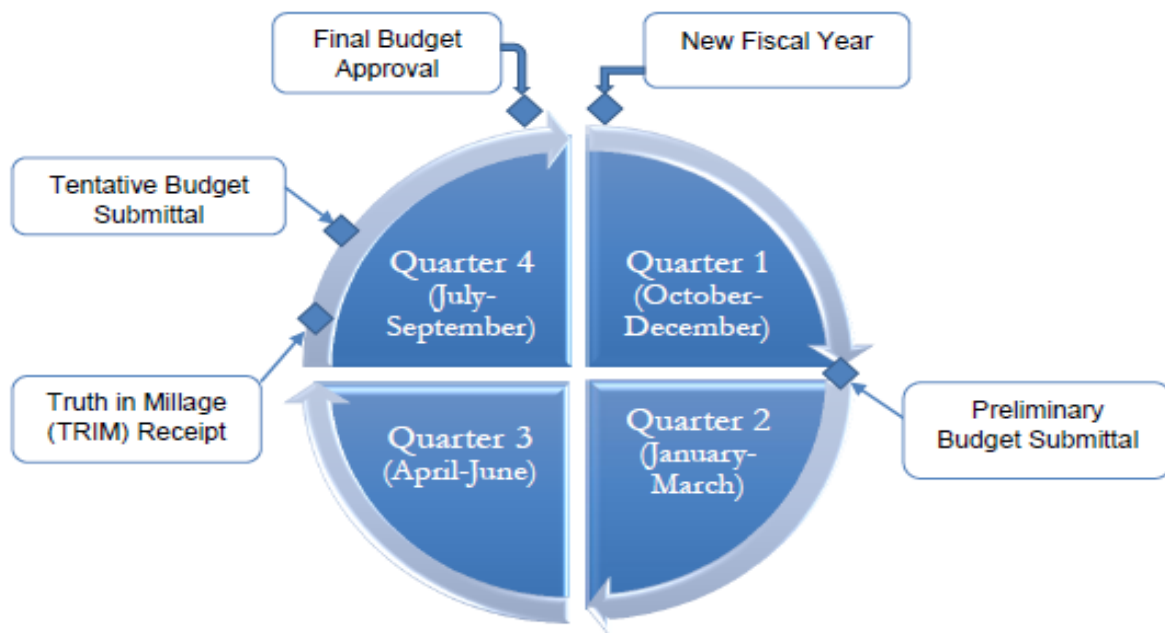 Final Budget
Approval
New Fiscal Year
Tentative Budget
Submittal
Quarter 4
(July-
September)
Quarter 1
(October-
December)
Truth in Millage
(TRIM) Receipt
Quarter 3
(April-June)
Quarter 2
(January-
March)
Preliminary
Budget Submittal